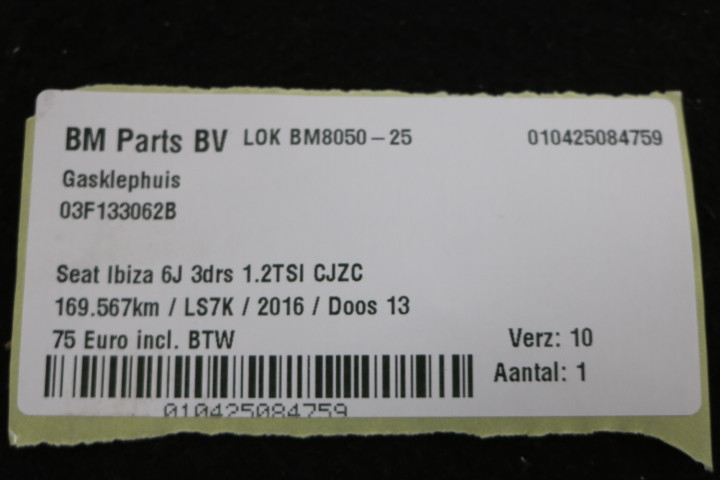 BM Parts BV LOK BM8050-25 010425084759
Gasklephuis
03F133062B
Seat Ibiza 6J 3drs 1.2TSI CJZC
169.567km / LS7K / 2016 / Doos 13
75 Euro incl. BTW Verz: 10
Aantal: 1
010425084759